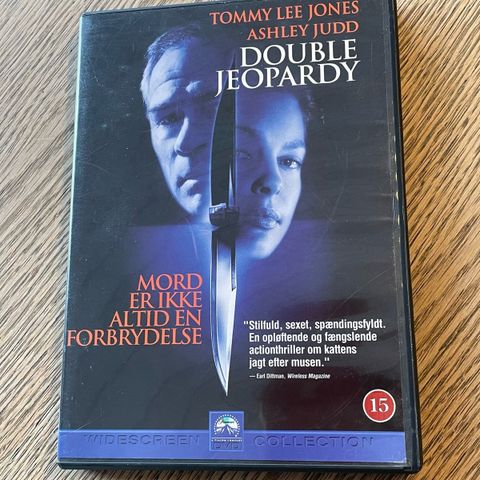 TOMMY LEE JONES
ASHLEY JUDD
DOUBLE
JEOPARDY
MORD
ER IKKE
ALTID EN
FORBRYDELSE
"Stilfuld, sexet, spændingsfyldt.
En opløftende og fængslende
actionthriller om kattens
jagt efter musen."
— Earl Dittman, Wireless Magazine
15
WIDESCREEN COLLECTION
DVD